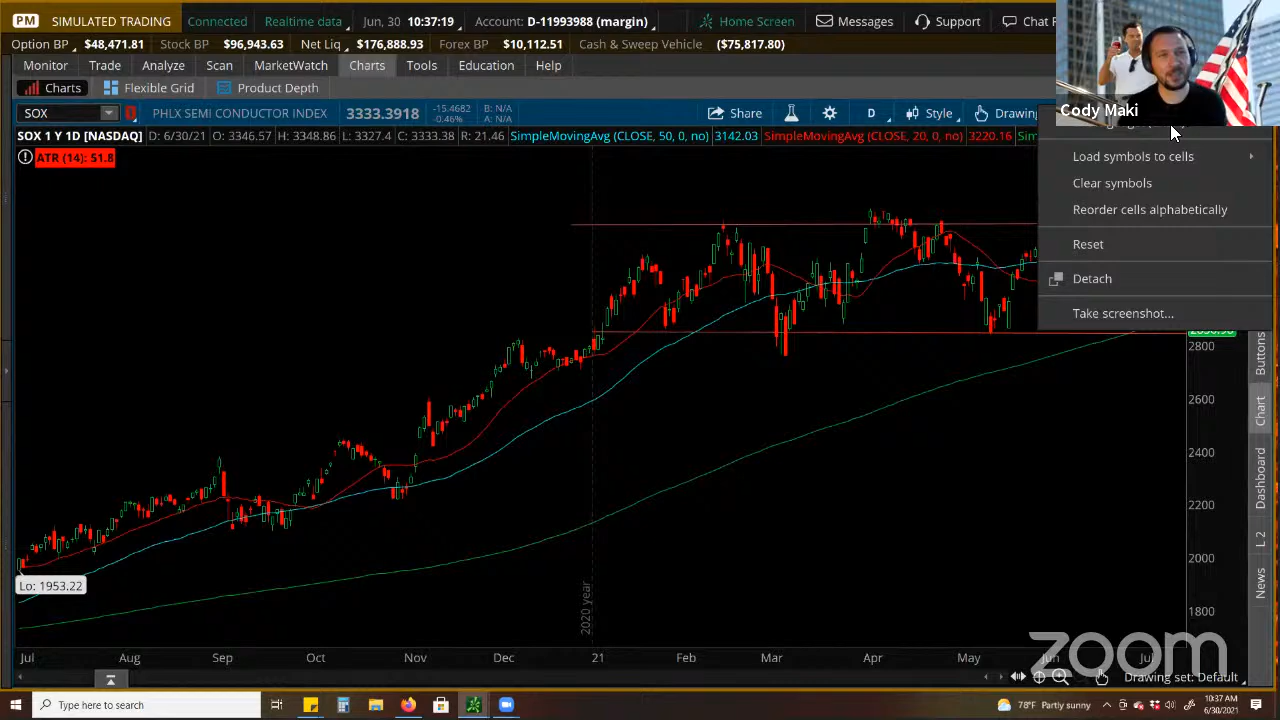 PM SIMULATED TRADING Connected Realtime data Jun, 30 10:37:19 Account: D-11993988 (margin) Home Screen Messages Support Chat
Option BP $48,471.81 Stock BP $96,943.63 Net Liq $176,888.93 Forex BP $10,112.51 Cash & Sweep Vehicle ($75,817.80)
Monitor Trade Analyze Scan MarketWatch Charts Tools Education Help
Charts Flexible Grid Product Depth
SOX PHLX SEMI CONDUCTOR INDEX 3333.3918 -15.4682 -0.46% B: N/A A: N/A Share D Style Drawing
Cody Maki
SOX 1 Y 1D [NASDAQ] D: 6/30/21 O: 3346.57 H: 3348.86 L: 3327.4 C: 3333.38 R: 21.46 SimpleMovingAvg (CLOSE, 50, 0, no) 3142.03 SimpleMovingAvg (CLOSE, 20, 0, no) 3220.16
ATR (14): 51.8
Load symbols to cells
Clear symbols
Reorder cells alphabetically
Reset
Detach
Take screenshot...
2800
2600
2400
2200
2000
1800
Buttons
Chart
Dashboard
L 2
News
Lo: 1953.22
2020 year
Jul Aug Sep Oct Nov Dec 21 Feb Mar Apr May Jun Jul
zoom
Drawing set: Default
Type here to search
78°F Partly sunny
10:37 AM
6/30/2021